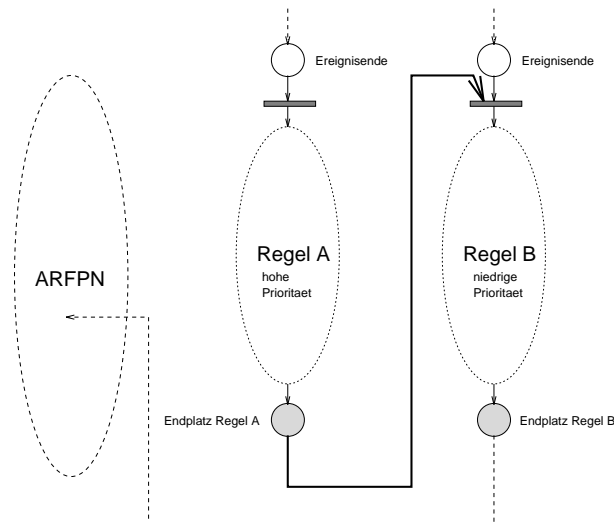 Ereignisende
Ereignisende
ARFPN
Regel A
hohe
Prioritaet
Regel B
niedrige
Prioritaet
Endplatz Regel A
Endplatz Regel B